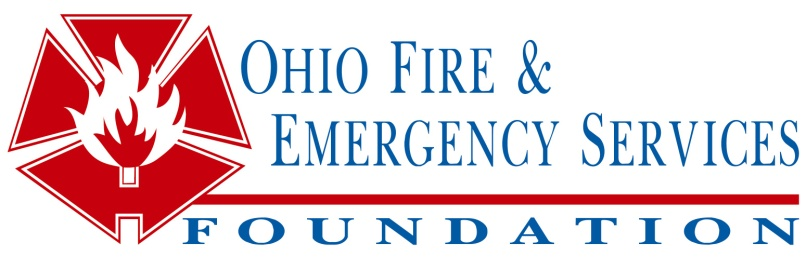 OHIO FIRE &
EMERGENCY SERVICES
FOUNDATION